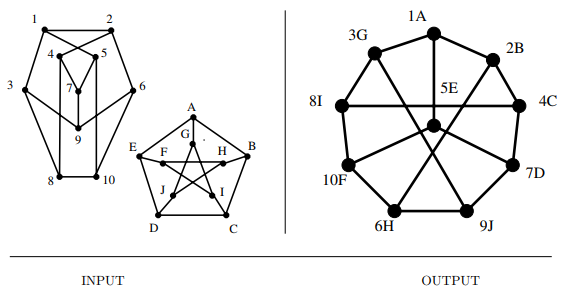 1 2
4 5
3 7 6
9
8 10
A
G
E F H B
J I
D C
1A
3G 2B
5E
8I 4C
10F 7D
6H 9J
INPUT OUTPUT